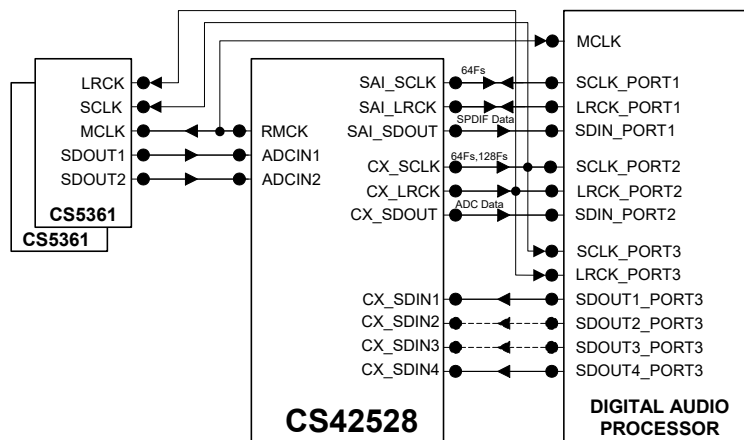 LRCK
SCLK
MCLK
SDOUT1
SDOUT2
CS5361
CS5361
RMCK
ADCIN1
ADCIN2
SAI_SCLK
SAI_LRCK
SAI_SDOUT
CX_SCLK
CX_LRCK
CX_SDOUT
CX_SDIN1
CX_SDIN2
CX_SDIN3
CX_SDIN4
CS42528
64Fs
SPDIF Data
64Fs,128Fs
ADC Data
MCLK
SCLK_PORT1
LRCK_PORT1
SDIN_PORT1
SCLK_PORT2
LRCK_PORT2
SDIN_PORT2
SCLK_PORT3
LRCK_PORT3
SDOUT1_PORT3
SDOUT2_PORT3
SDOUT3_PORT3
SDOUT4_PORT3
DIGITAL AUDIO
PROCESSOR